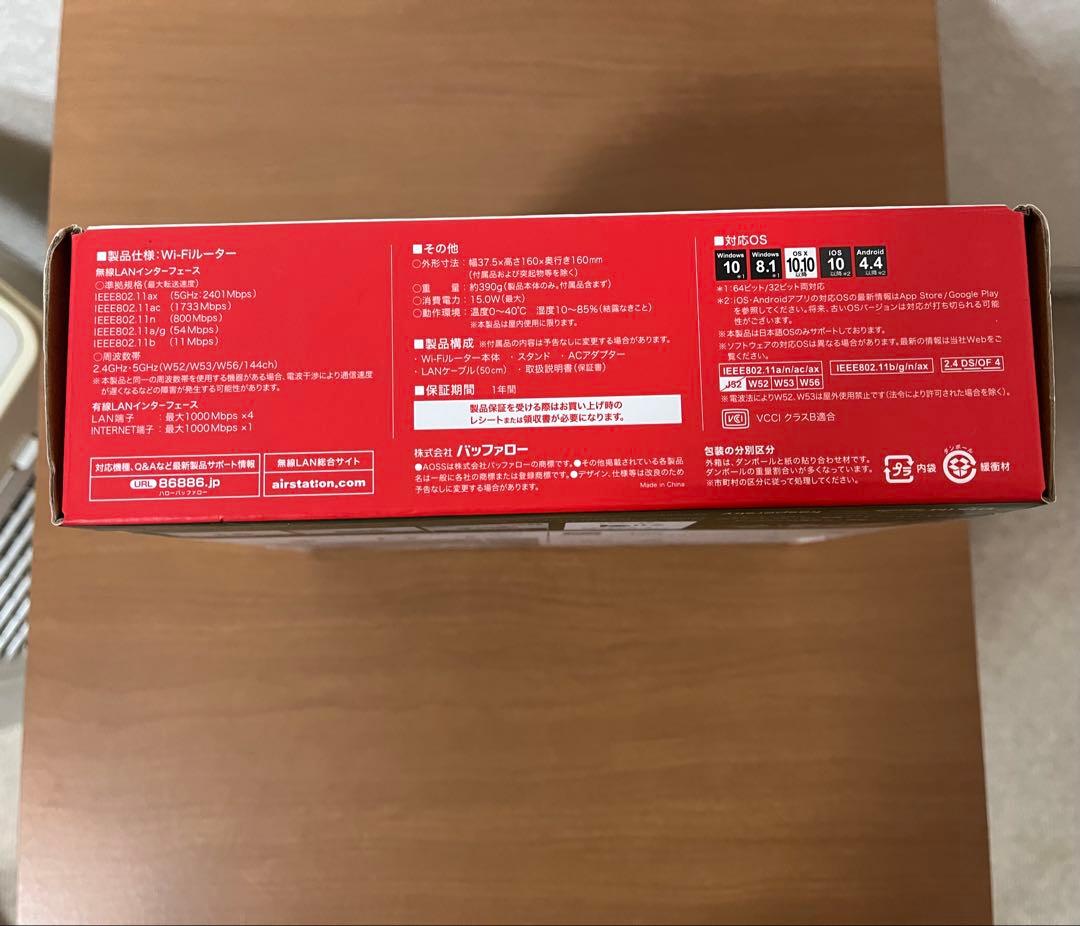 ■製品仕様：Wi-Fiルーター
無線LANインターフェース
○準拠規格（最大転送速度）
IEEE802.11ax （5GHz：2401Mbps）
IEEE802.11ac （1733Mbps）
IEEE802.11n （800Mbps）
IEEE802.11a/g（54Mbps）
IEEE802.11b （11Mbps）
○周波数帯
2.4GHz・5GHz（W52/W53/W56/144ch）
※本製品と同一の周波数帯を使用する機器がある場合、電波干渉により通信速度
が遅くなるなどの障害が発生する可能性があります。
有線LANインターフェース
LAN端子 ：最大1000Mbps ×4
INTERNET端子：最大1000Mbps ×1
対応機種、Q&Aなど最新製品サポート情報
URL 86886.jp
ハローバッファロー
無線LAN総合サイト
airstation.com
■その他
○外形寸法：幅37.5×高さ160×奥行き160mm
（付属品および突起物等を除く）
○重 量：約390g（製品本体のみ。付属品含まず）
○消費電力：15.0W（最大）
○動作環境：温度0～40℃ 湿度10～85%（結露なきこと）
※本製品は屋内使用に限ります。
■製品構成 ※付属品の内容は予告なしに変更する場合があります。
・Wi-Fiルーター本体 ・スタンド ・ACアダプター
・LANケーブル（50cm） ・取扱説明書（保証書）
■保証期間 1年間
製品保証を受ける際はお買い上げ時の
レシートまたは領収書が必要になります。
株式会社 バッファロー
●AOSSは株式会社バッファローの商標です。●その他掲載されている各製品
名は一般に各社の商標または登録商標です。●デザイン、仕様等は改良のため
予告なしに変更する場合があります。 Made in China
■対応OS
Windows 10 ※1 Windows 8.1 ※1 OS X 10.10 以降 iOS 10 以降※2 Android 4.4 以降※2
※1：64ビット/32ビット両対応
※2：iOS・Androidアプリの対応OSの最新情報はApp Store/Google Play
を参照してください。将来、古いOSバージョンは対応が打ち切られる可能
性がございます。
※本製品は日本語OSのみサポートしております。
※ソフトウェアの対応OSは異なる場合があります。最新の情報は当社Webをご
覧ください。
IEEE802.11a/n/ac/ax IEEE802.11b/g/n/ax 2.4 DS/OF 4
J52 W52 W53 W56
※電波法によりW52、W53は屋外使用禁止です（法令により許可された場合を除く）。
VCCI VCCI クラスB適合
包装の分別区分
外箱は、ダンボールと紙の貼り合わせ材です。
ダンボールの重量割合が多くなっています。
※市町村の区分に従って処理してください。
プラ 内袋
ダンボール 緩衝材